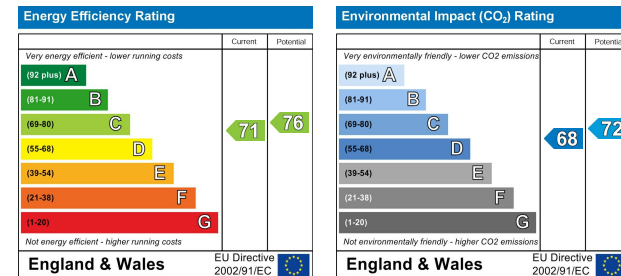 Energy Efficiency Rating
Current Potential
Very energy efficient - lower running costs
(92 plus) A
(81-91) B
(69-80) C
(55-68) D
(39-54) E
(21-38) F
(1-20) G
71
76
Not energy efficient - higher running costs
England & Wales
EU Directive
2002/91/EC
Environmental Impact (CO₂) Rating
Current Potentia
Very environmentally friendly - lower CO2 emissions
(92 plus) A
(81-91) B
(69-80) C
(55-68) D
(39-54) E
(21-38) F
(1-20) G
68
72
Not environmentally friendly - higher CO2 emissions
England & Wales
EU Directive
2002/91/EC